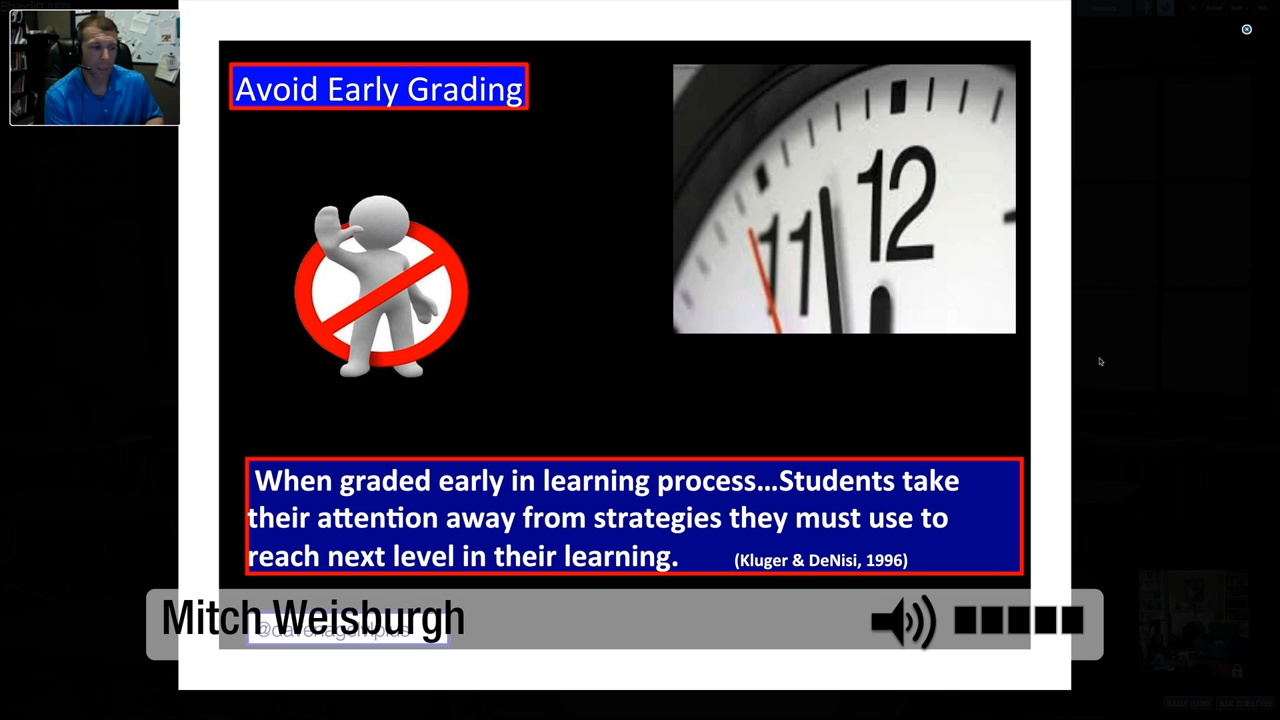 Avoid Early Grading
11
12
When graded early in learning process...Students take
their attention away from strategies they must use to
reach next level in their learning. (Kluger & DeNisi, 1996)
Mitch Weisburgh